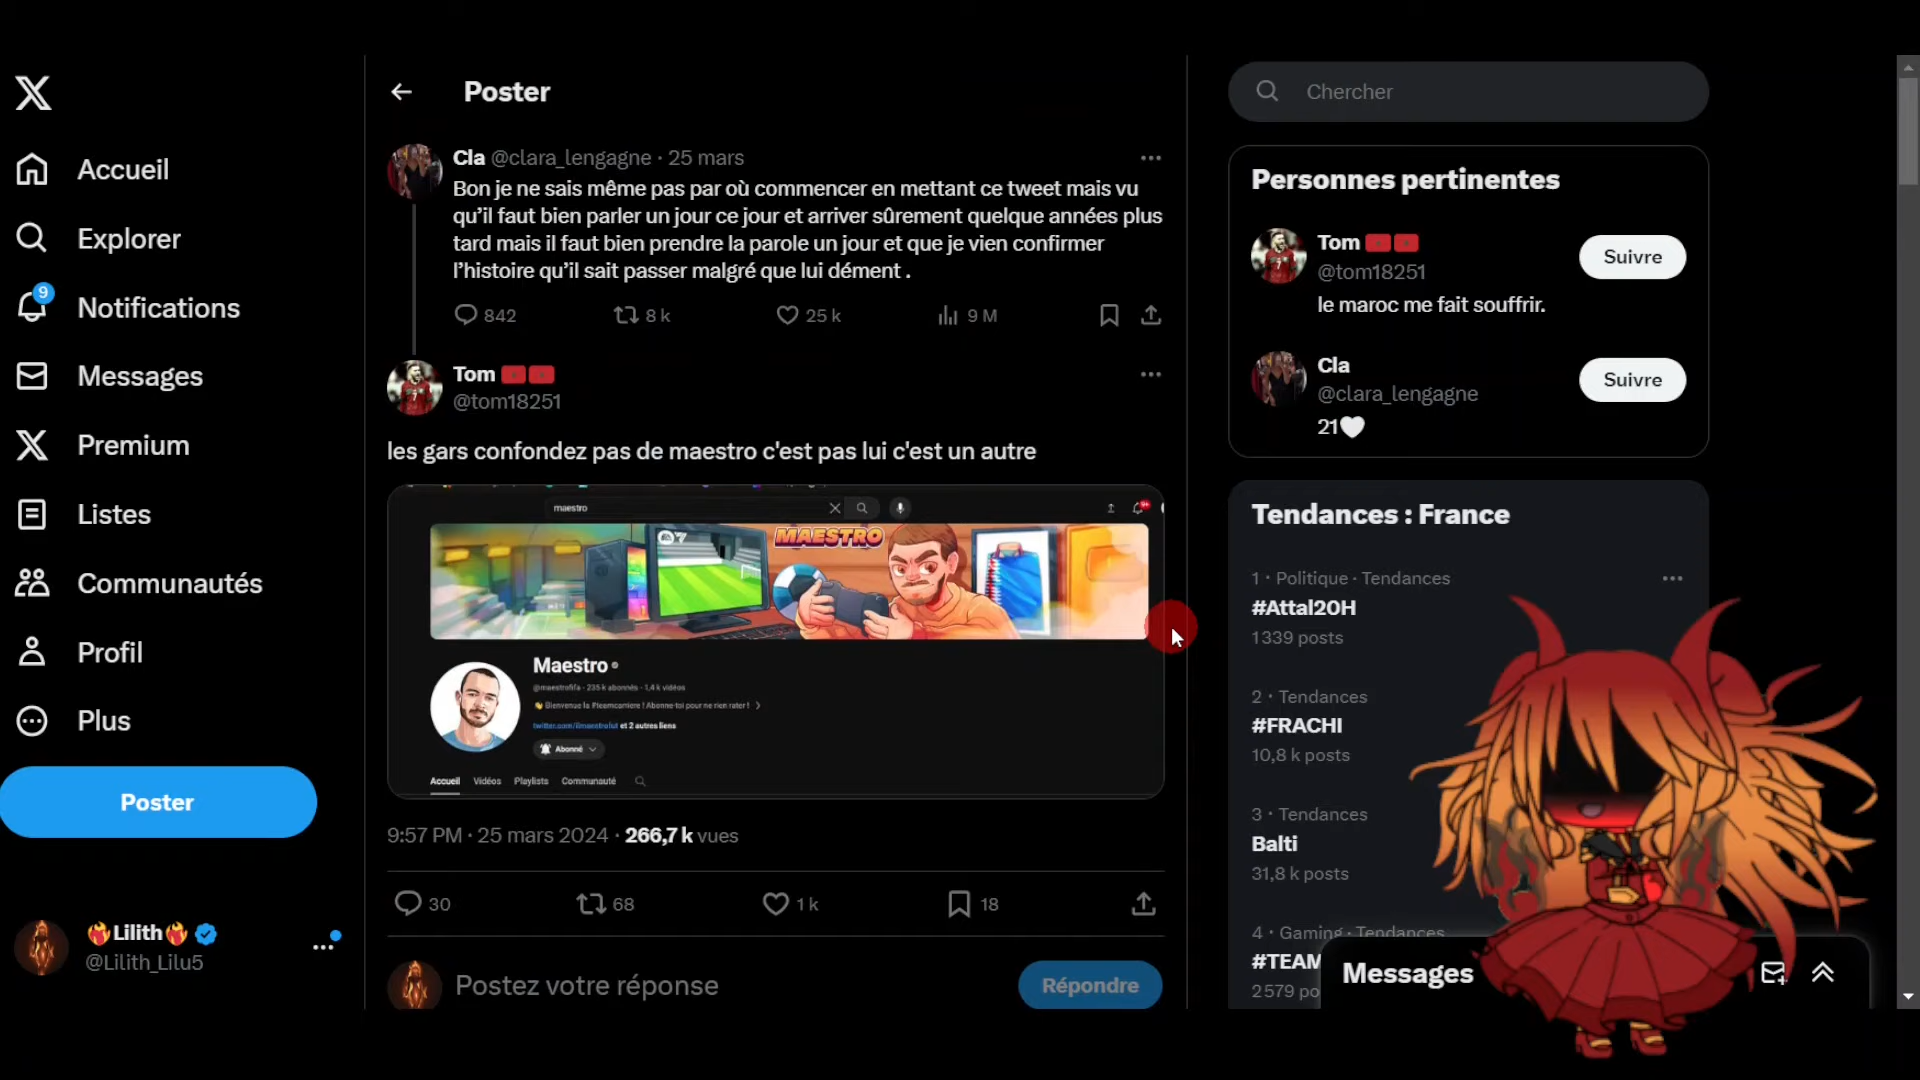 Accueil
Explorer
9
Notifications
Messages
Premium
Listes
Communautés
Profil
Plus
Poster
Lilith
@Lilith_Lilu5
Poster
Cla @clara_lengagne · 25 mars
Bon je ne sais même pas par où commencer en mettant ce tweet mais vu
qu’il faut bien parler un jour ce jour et arriver sûrement quelque années plus
tard mais il faut bien prendre la parole un jour et que je vien confirmer
l’histoire qu’il sait passer malgré que lui dément .
842 8 k 25 k 9 M
Tom
@tom18251
les gars confondez pas de maestro c'est pas lui c'est un autre
maestro
MAESTRO
Maestro
@maestrofifa · 235 k abonnés · 1,4 k vidéos
Bienvenue la Pleamcarriere ! Abonne-toi pour ne rien rater !
et 2 autres liens
Abonné
Accueil Vidéos Playlists Communauté
9:57 PM · 25 mars 2024 · 266,7 k vues
30 68 1 k 18
Postez votre réponse
Répondre
Chercher
Personnes pertinentes
Tom
@tom18251
le maroc me fait souffrir.
Suivre
Cla
@clara_lengagne
21
Suivre
Tendances : France
1 · Politique · Tendances
#Attal20H
1 339 posts
2 · Tendances
#FRACHI
10,8 k posts
3 · Tendances
Balti
31,8 k posts
4 · Gaming · Tendances
#TEAM
2 579 po
Messages